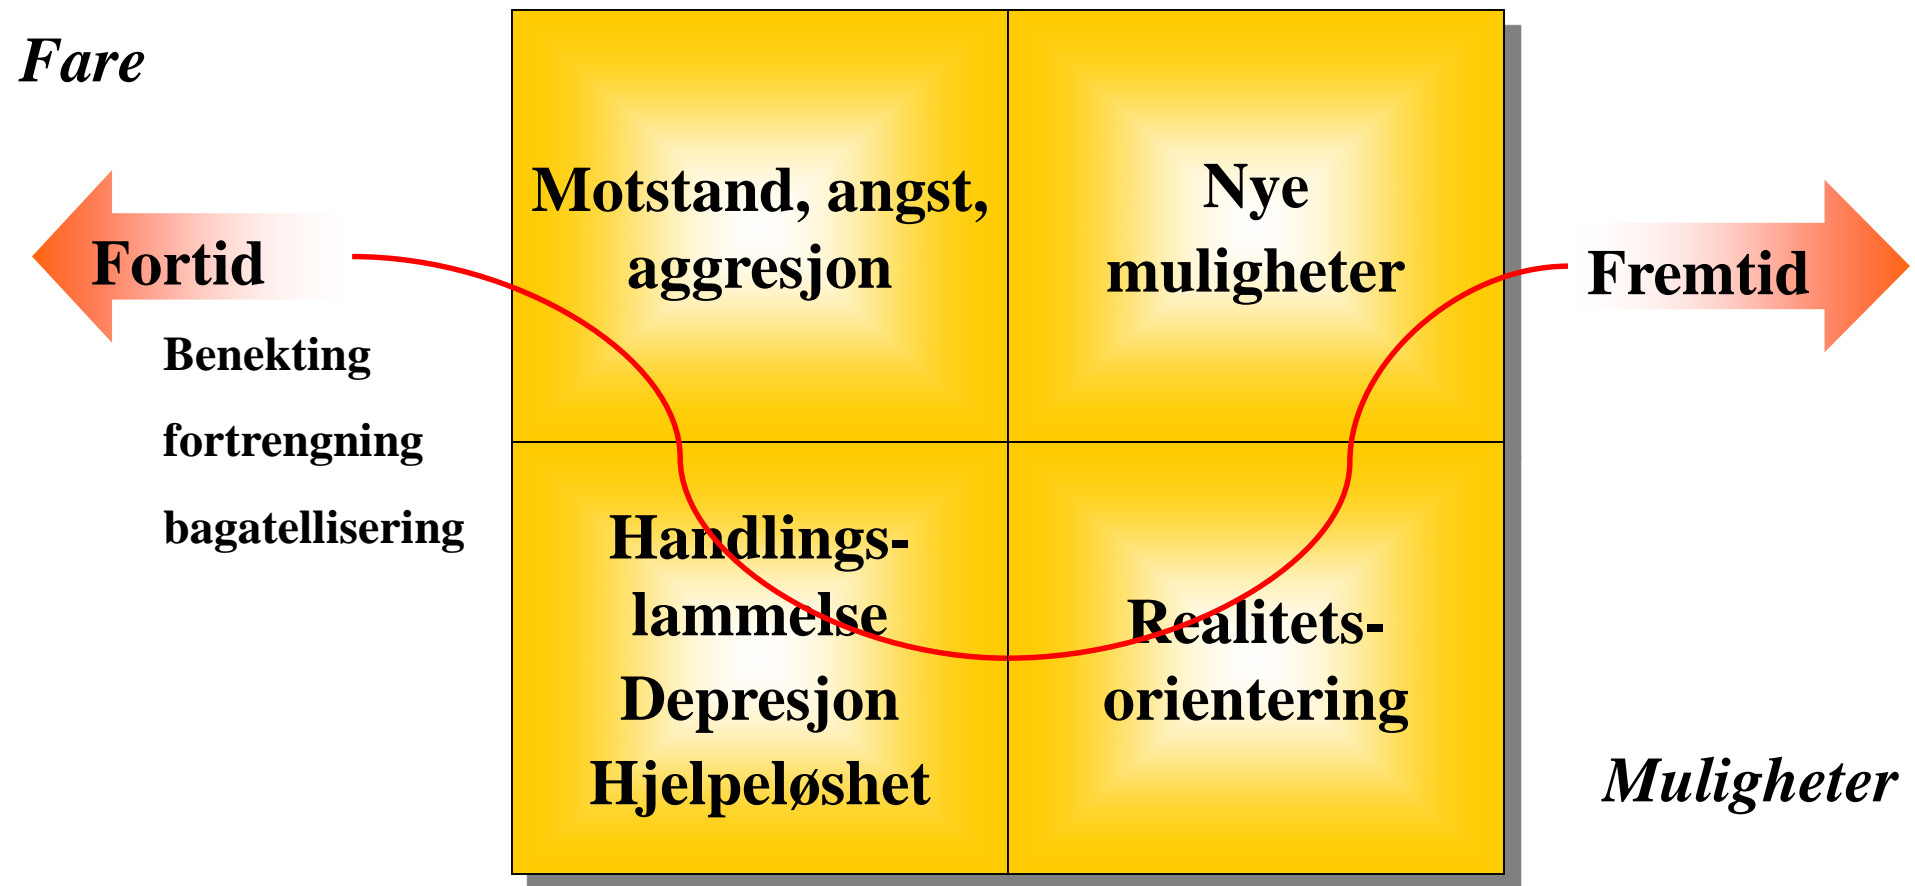 Fare
Fortid
Benekting
fortrengning
bagatellisering
Motstand, angst,
aggresjon
Nye
muligheter
Handlings-
lammelse
Depresjon
Hjelpeløshet
Realitets-
orientering
Fremtid
Muligheter